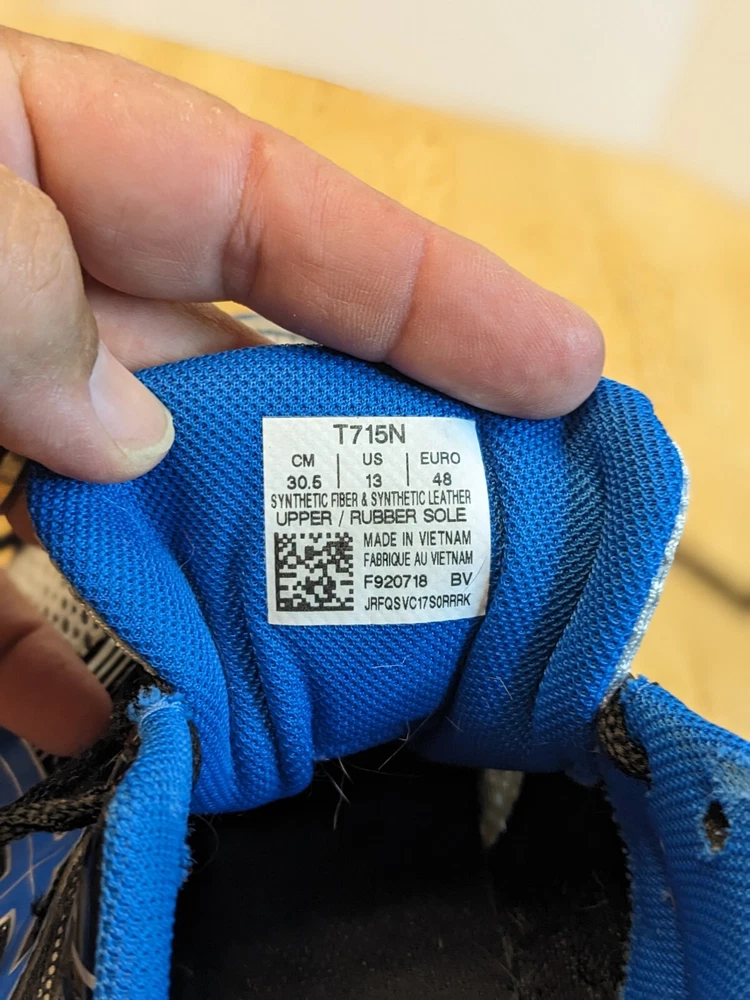 T715N
CM US EURO
30.5 13 48
SYNTHETIC FIBER & SYNTHETIC LEATHER
UPPER / RUBBER SOLE
MADE IN VIETNAM
FABRIQUE AU VIETNAM
F920718 BV
JRFQSVC17S0RRRK